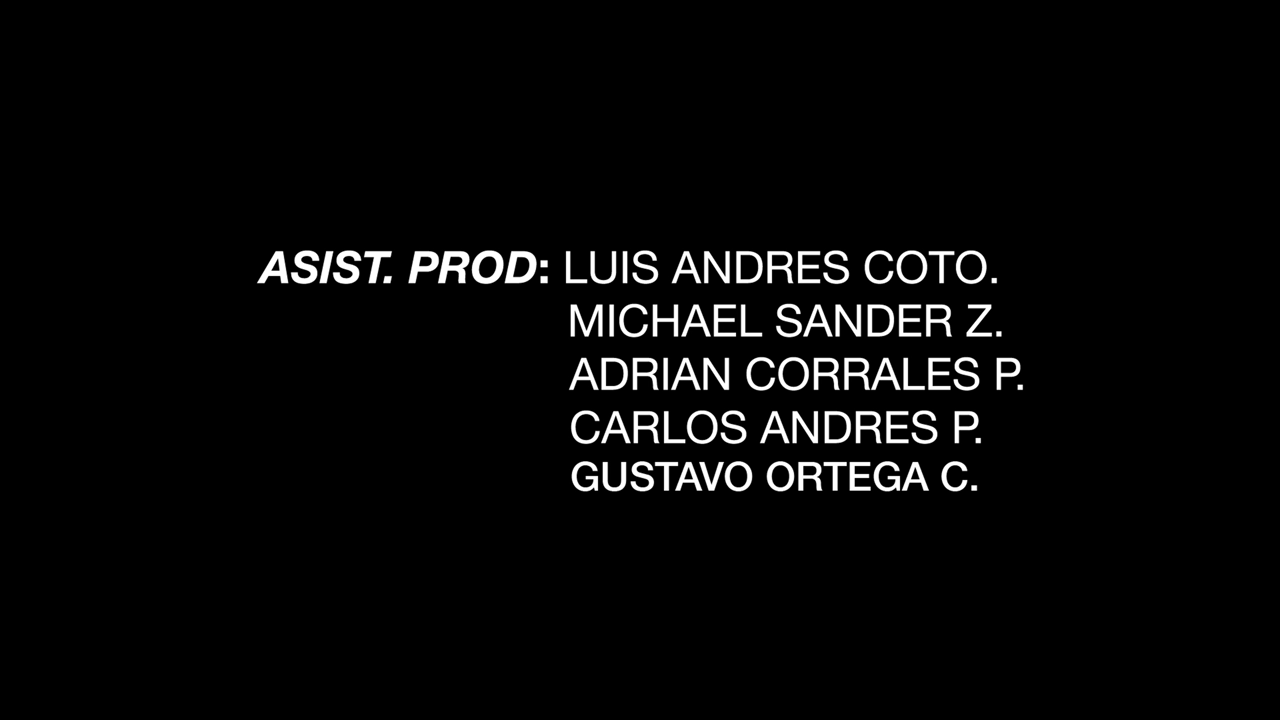 ASIST. PROD: LUIS ANDRES COTO.
MICHAEL SANDER Z.
ADRIAN CORRALES P.
CARLOS ANDRES P.
GUSTAVO ORTEGA C.